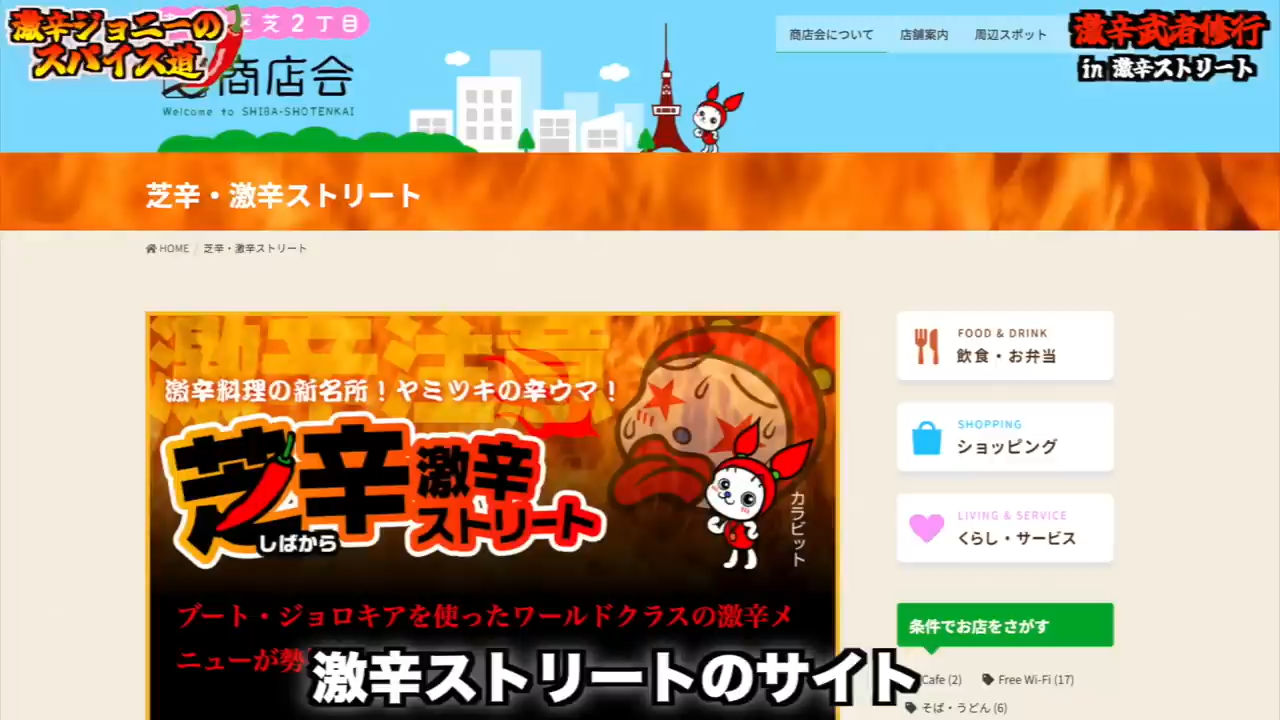 激辛ジョニーの
スパイス道
区芝2丁目
商店会
Welcome to SHIBA-SHOTENKAI
商店会について
店舗案内
周辺スポット
激辛武者修行
in 激辛ストリート
芝辛・激辛ストリート
HOME / 芝辛・激辛ストリート
激辛注意
激辛料理の新名所！ヤミツキの辛ウマ！
芝辛 激辛
ストリート
しばから
カラビット
ブート・ジョロキアを使ったワールドクラスの激辛メ
ニューが勢
FOOD & DRINK
飲食・お弁当
SHOPPING
ショッピング
LIVING & SERVICE
くらし・サービス
条件でお店をさがす
Cafe (2)
Free Wi-Fi (17)
そば・うどん (6)
激辛ストリートのサイト